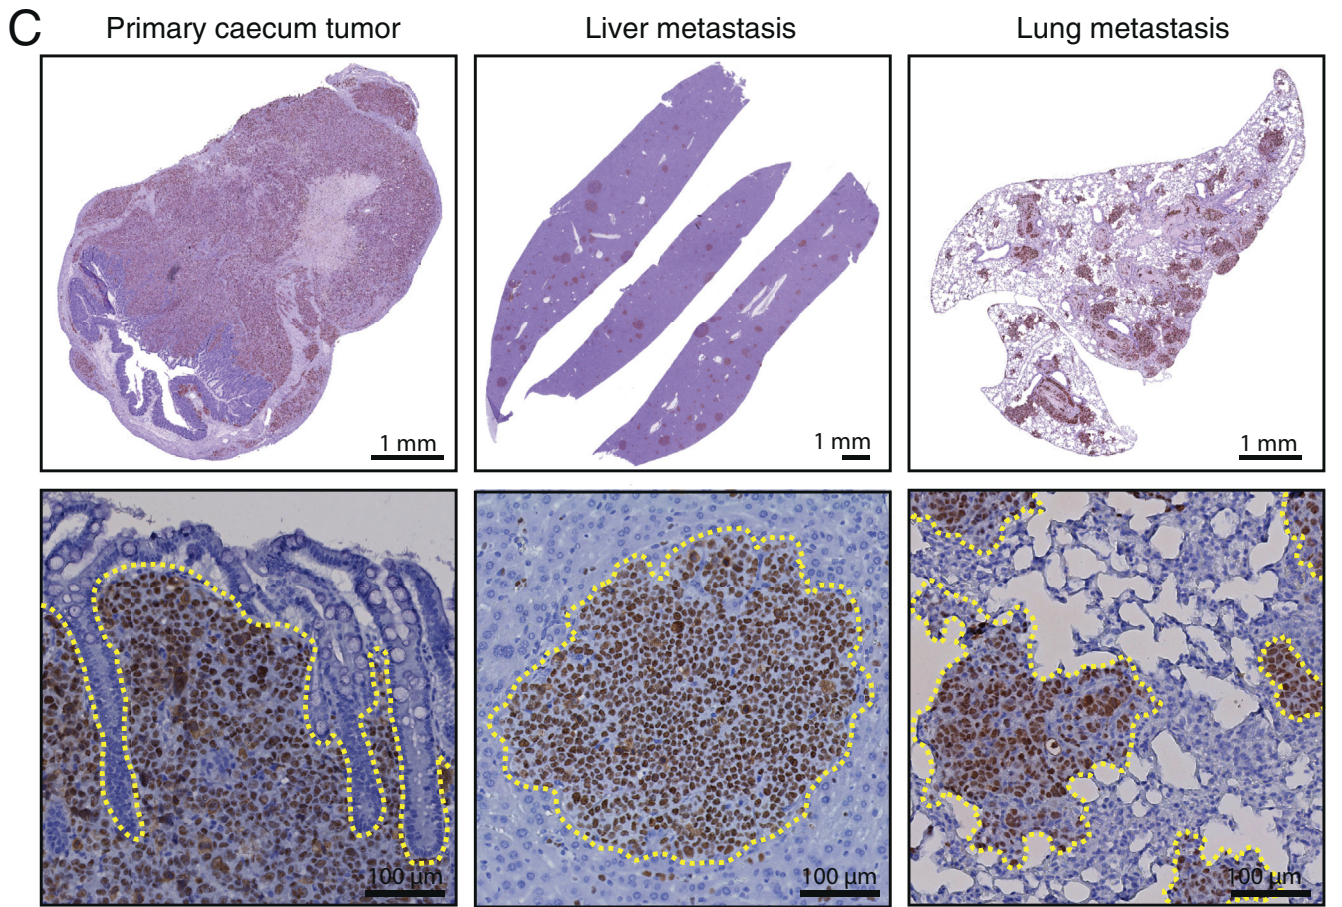 C
Primary caecum tumor
Liver metastasis
Lung metastasis
1 mm
1 mm
1 mm
100 µm
100 µm
100 µm